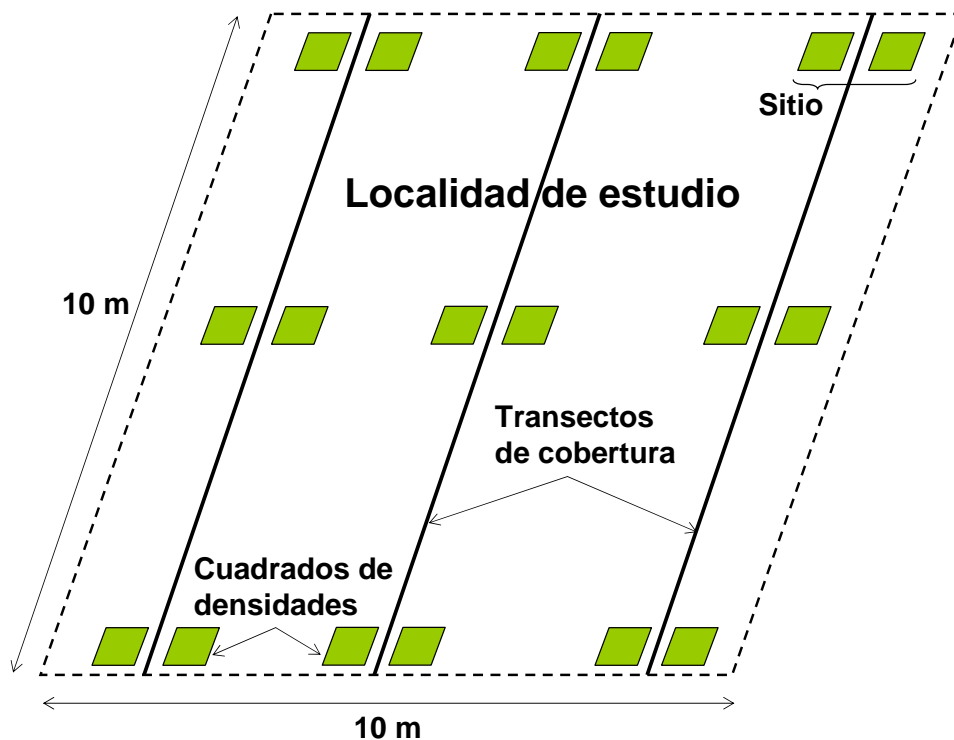 Sitio
Localidad de estudio
10 m
Transectos
de cobertura
Cuadrados de
densidades
10 m